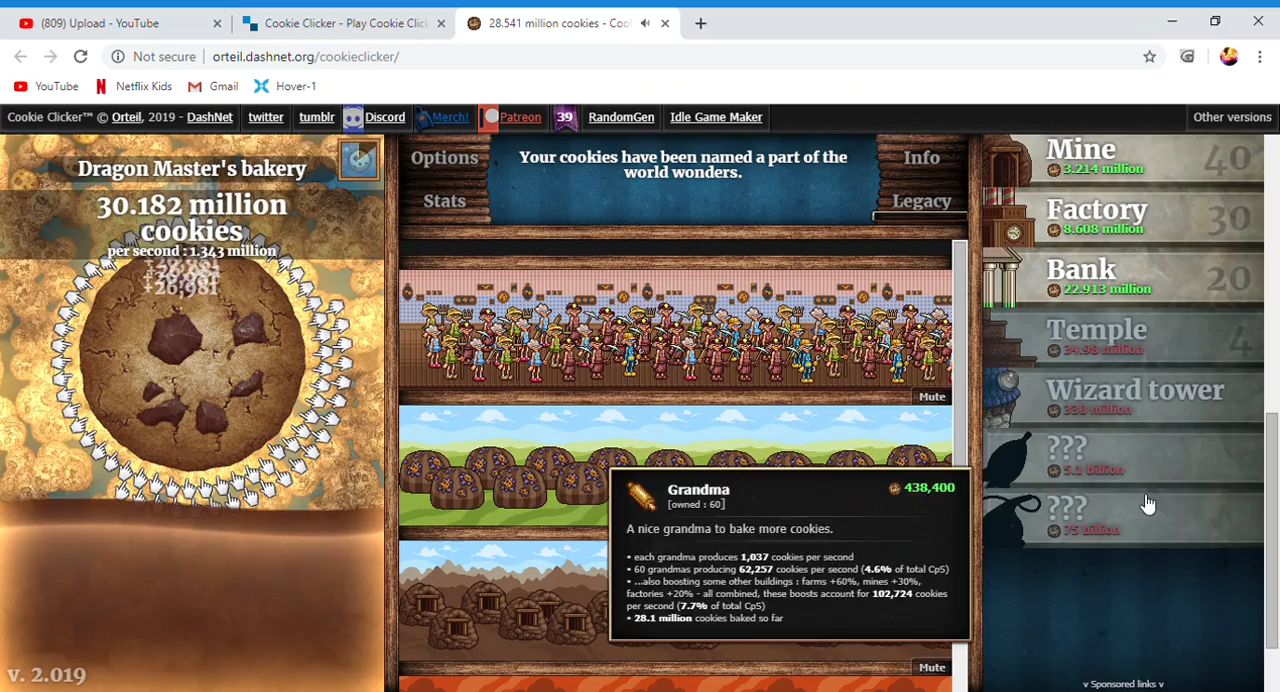 (809) Upload - YouTube
Cookie Clicker - Play Cookie Clic
28.541 million cookies - Coo
Not secure
orteil.dashnet.org/cookieclicker/
YouTube
Netflix Kids
Gmail
Hover-1
Cookie Clicker™ © Orteil, 2019 - DashNet
twitter
tumblr
Discord
Merch!
Patreon
39
RandomGen
Idle Game Maker
Other versions
Dragon Master's bakery
30.182 million
cookies
per second : 1.343 million
+26,981
Options
Stats
Your cookies have been named a part of the
world wonders.
Info
Legacy
Mute
Mute
Grandma
[owned : 60]
438,400
A nice grandma to bake more cookies.
• each grandma produces 1,037 cookies per second
• 60 grandmas producing 62,257 cookies per second (4.6% of total CpS)
• ...also boosting some other buildings : farms +60%, mines +30%,
factories +20% - all combined, these boosts account for 102,724 cookies
per second (7.7% of total CpS)
• 28.1 million cookies baked so far
Mine
3.214 million
40
Factory
8.608 million
30
Bank
22.913 million
20
Temple
34.98 million
4
Wizard tower
330 million
???
5.1 billion
???
75 billion
v Sponsored links v
v. 2.019